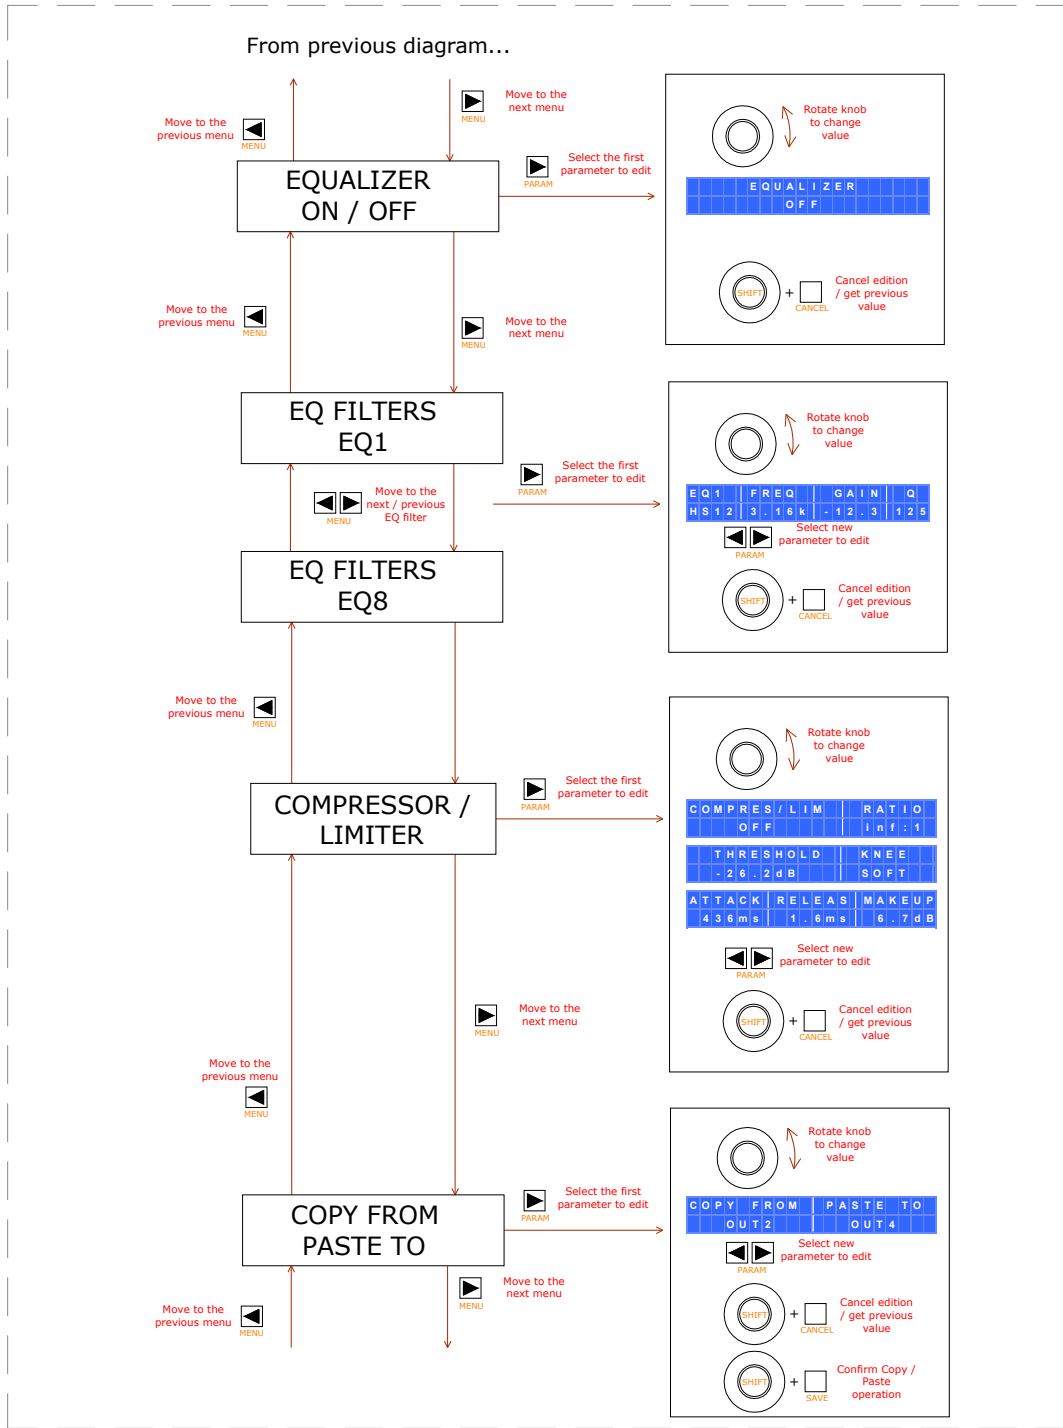 From previous diagram...
Move to the
previous menu
MENU
MENU
Move to the
next menu
EQUALIZER
ON / OFF
PARAM
Select the first
parameter to edit
Rotate knob
to change
value
EQUALIZER
OFF
SHIFT
+
CANCEL
Cancel edition
/ get previous
value
Move to the
previous menu
MENU
MENU
Move to the
next menu
EQ FILTERS
EQ1
MENU
Move to the
next / previous
EQ filter
PARAM
Select the first
parameter to edit
EQ FILTERS
EQ8
Rotate knob
to change
value
EQ1 FREQ GAIN Q
HS12 3.16k -12.3 125
PARAM
Select new
parameter to edit
SHIFT
+
CANCEL
Cancel edition
/ get previous
value
Move to the
previous menu
MENU
COMPRESSOR /
LIMITER
PARAM
Select the first
parameter to edit
Rotate knob
to change
value
COMPRES/LIM RATIO
OFF inf:1
THRESHOLD KNEE
-26.2dB SOFT
ATTACK RELEAS MAKEUP
436ms 1.6ms 6.7dB
PARAM
Select new
parameter to edit
SHIFT
+
CANCEL
Cancel edition
/ get previous
value
MENU
Move to the
next menu
Move to the
previous menu
MENU
COPY FROM
PASTE TO
PARAM
Select the first
parameter to edit
Rotate knob
to change
value
COPY FROM PASTE TO
OUT2 OUT4
PARAM
Select new
parameter to edit
SHIFT
+
CANCEL
Cancel edition
/ get previous
value
SHIFT
+
SAVE
Confirm Copy /
Paste
operation
MENU
Move to the
next menu
Move to the
previous menu
MENU